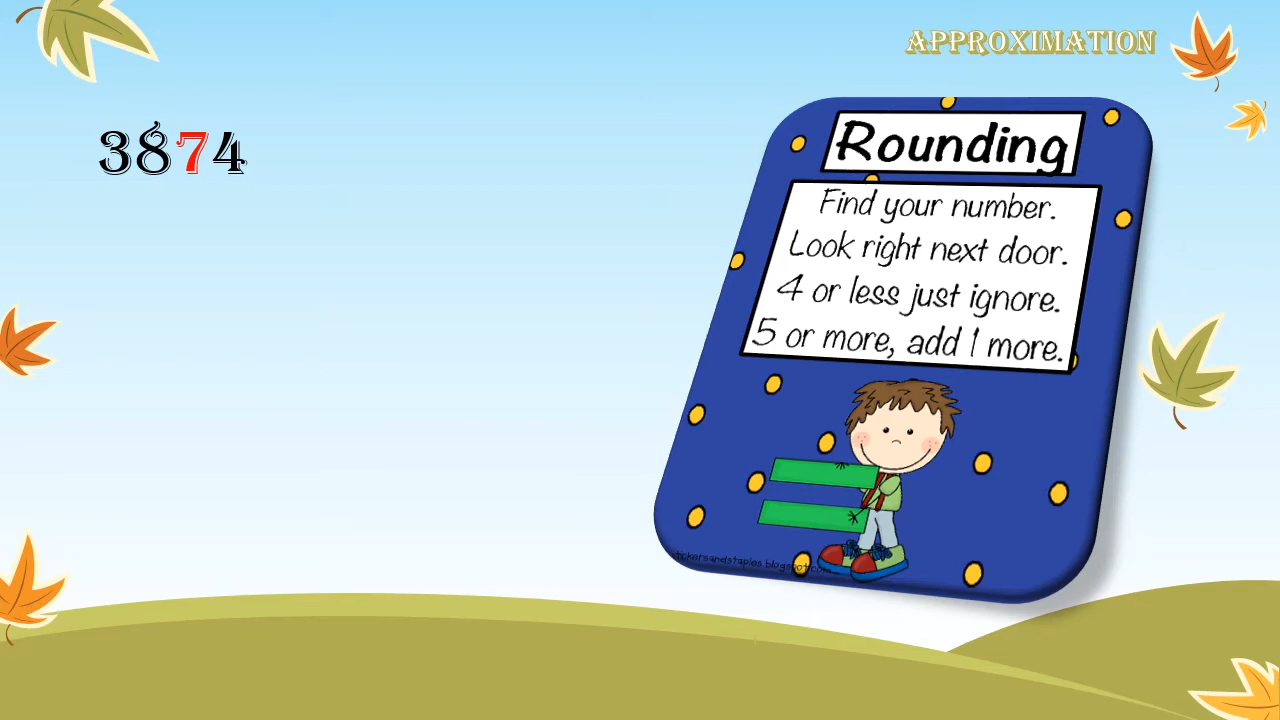 APPROXIMATION
3874
Rounding
Find your number.
Look right next door.
4 or less just ignore.
5 or more, add 1 more.